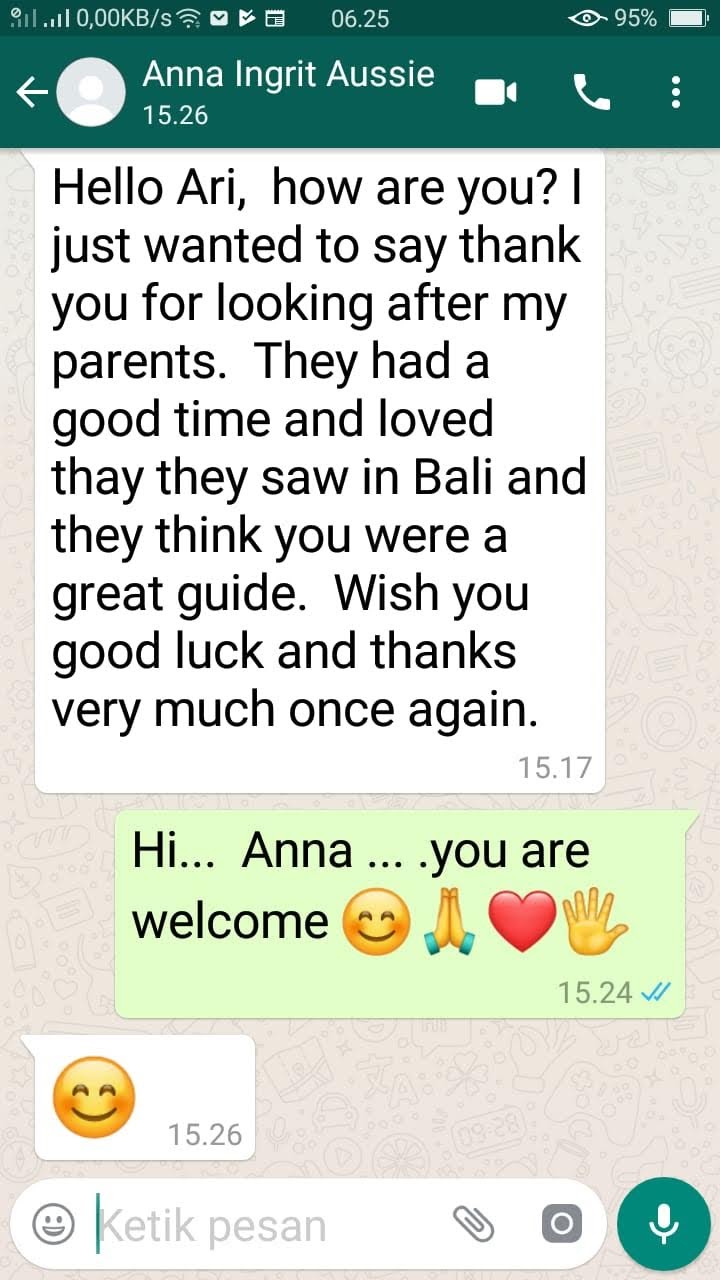 0,00KB/s 06.25 95%
Anna Ingrit Aussie
15.26
Hello Ari,  how are you? I
just wanted to say thank
you for looking after my
parents.  They had a
good time and loved
thay they saw in Bali and
they think you were a
great guide.  Wish you
good luck and thanks
very much once again.
15.17
Hi...  Anna ... .you are
welcome 😊🙏❤️🖐
15.24
😊
15.26
Ketik pesan